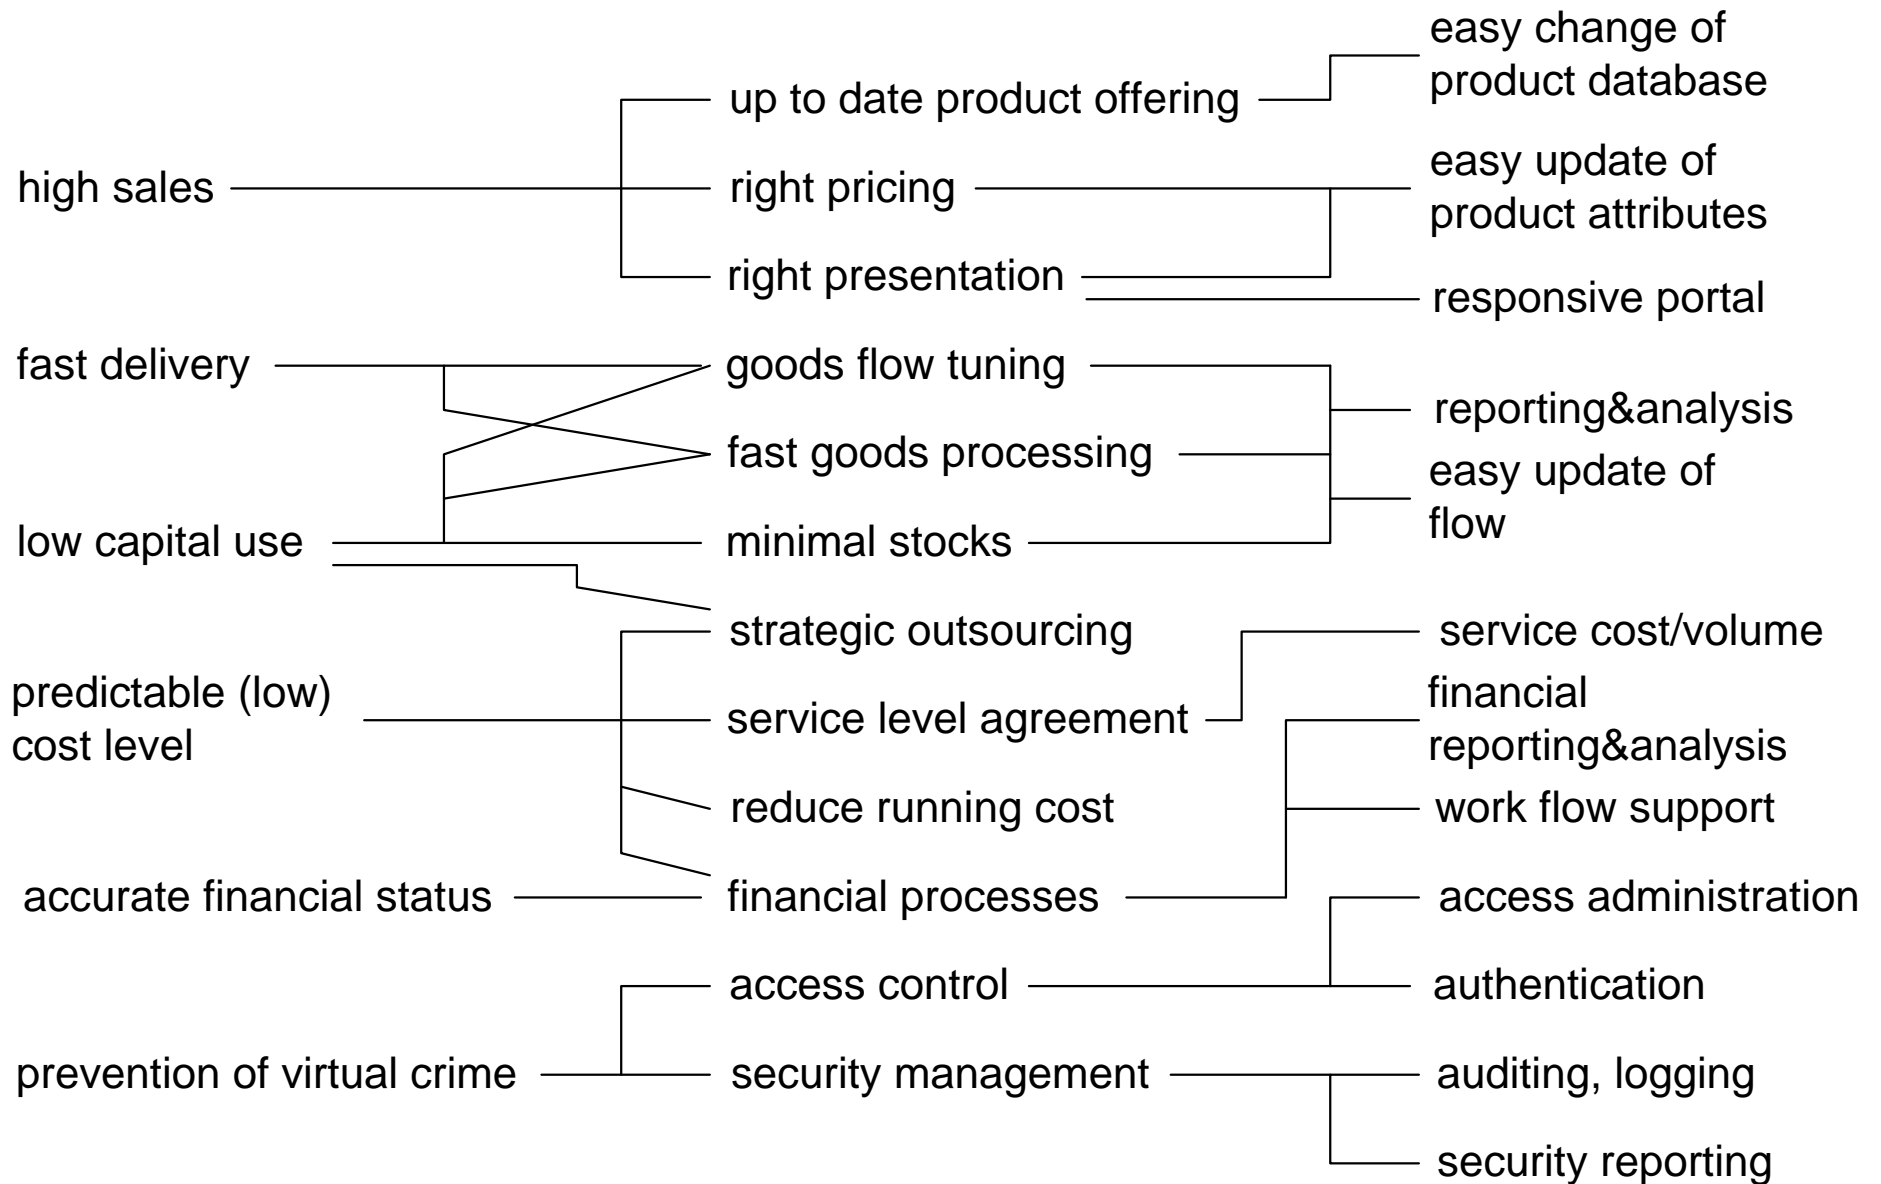 easy change of
product database
up to date product offering
easy update of
product attributes
high sales
right pricing
right presentation
responsive portal
fast delivery
goods flow tuning
reporting&analysis
fast goods processing
easy update of
flow
low capital use
minimal stocks
strategic outsourcing
service cost/volume
predictable (low)
cost level
service level agreement
financial
reporting&analysis
reduce running cost
work flow support
accurate financial status
financial processes
access administration
access control
authentication
prevention of virtual crime
security management
auditing, logging
security reporting